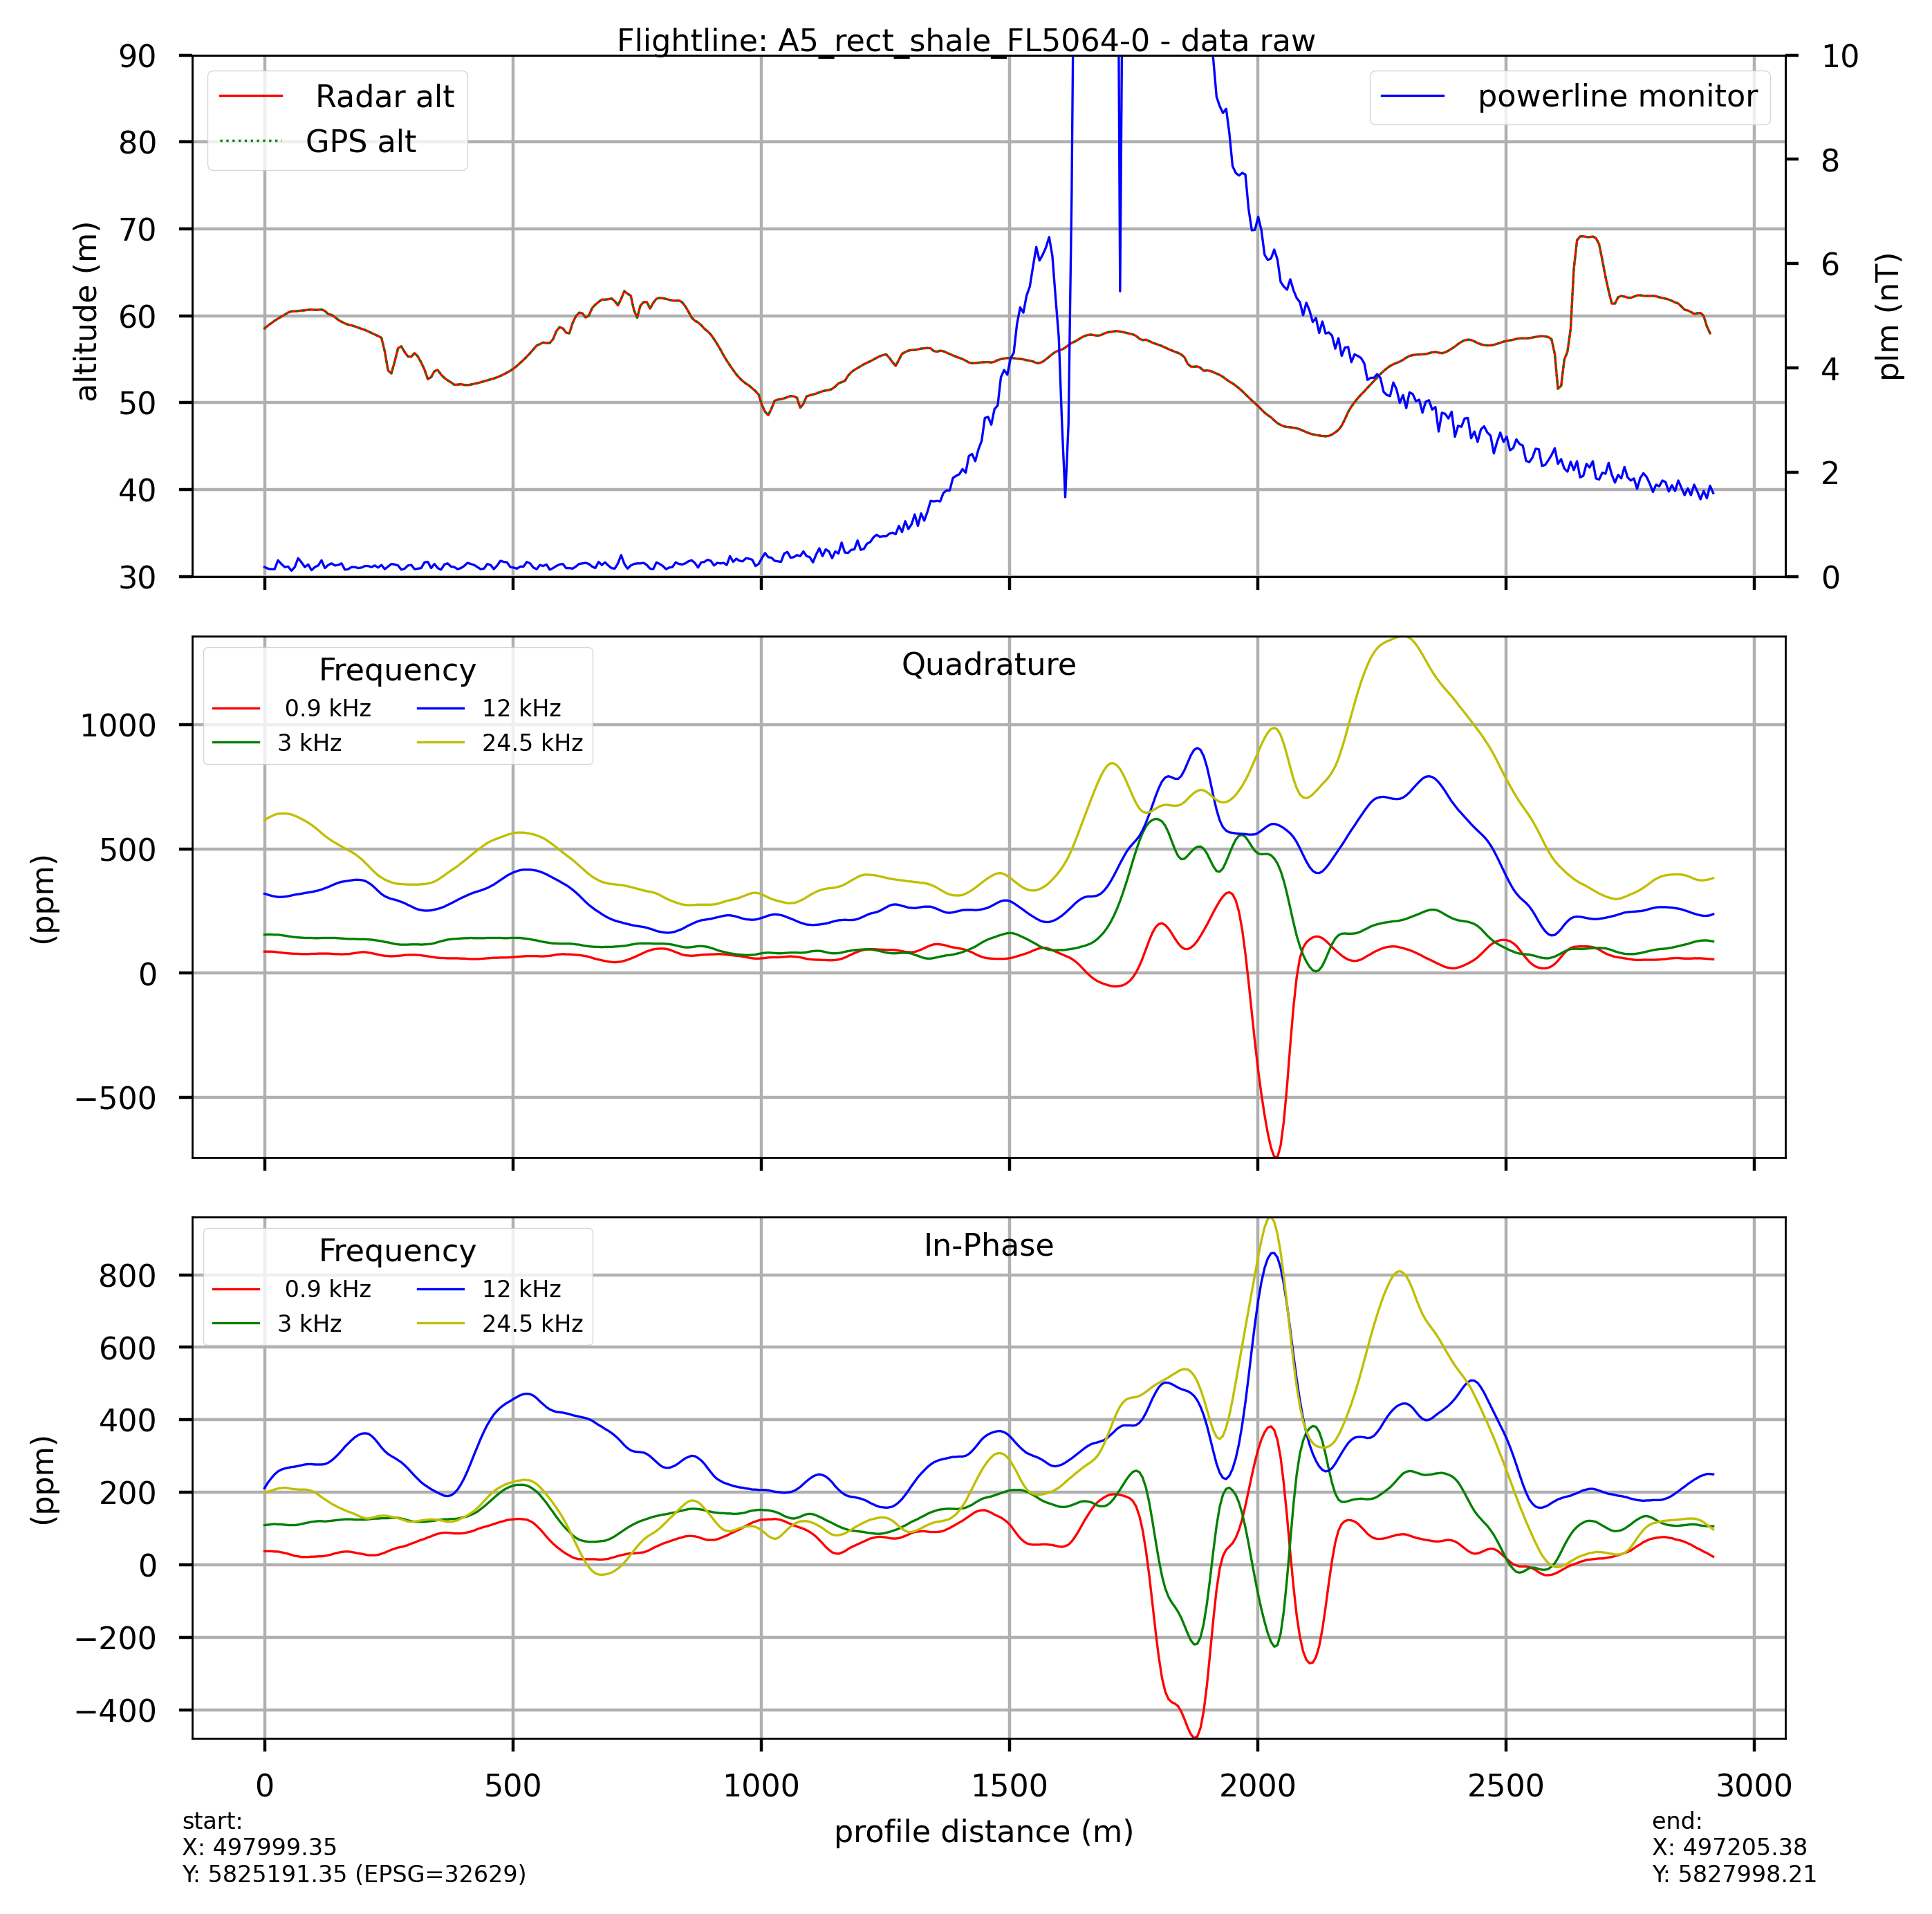 Flightline: A5_rect_shale_FL5064-0 - data raw
90
80
70
60
50
40
30
altitude (m)
Radar alt
GPS alt
powerline monitor
10
8
6
4
2
0
plm (nT)
Quadrature
Frequency
0.9 kHz
3 kHz
12 kHz
24.5 kHz
1000
500
0
−500
(ppm)
In-Phase
Frequency
0.9 kHz
3 kHz
12 kHz
24.5 kHz
800
600
400
200
0
−200
−400
(ppm)
0 500 1000 1500 2000 2500 3000
profile distance (m)
start:
X: 497999.35
Y: 5825191.35 (EPSG=32629)
end:
X: 497205.38
Y: 5827998.21